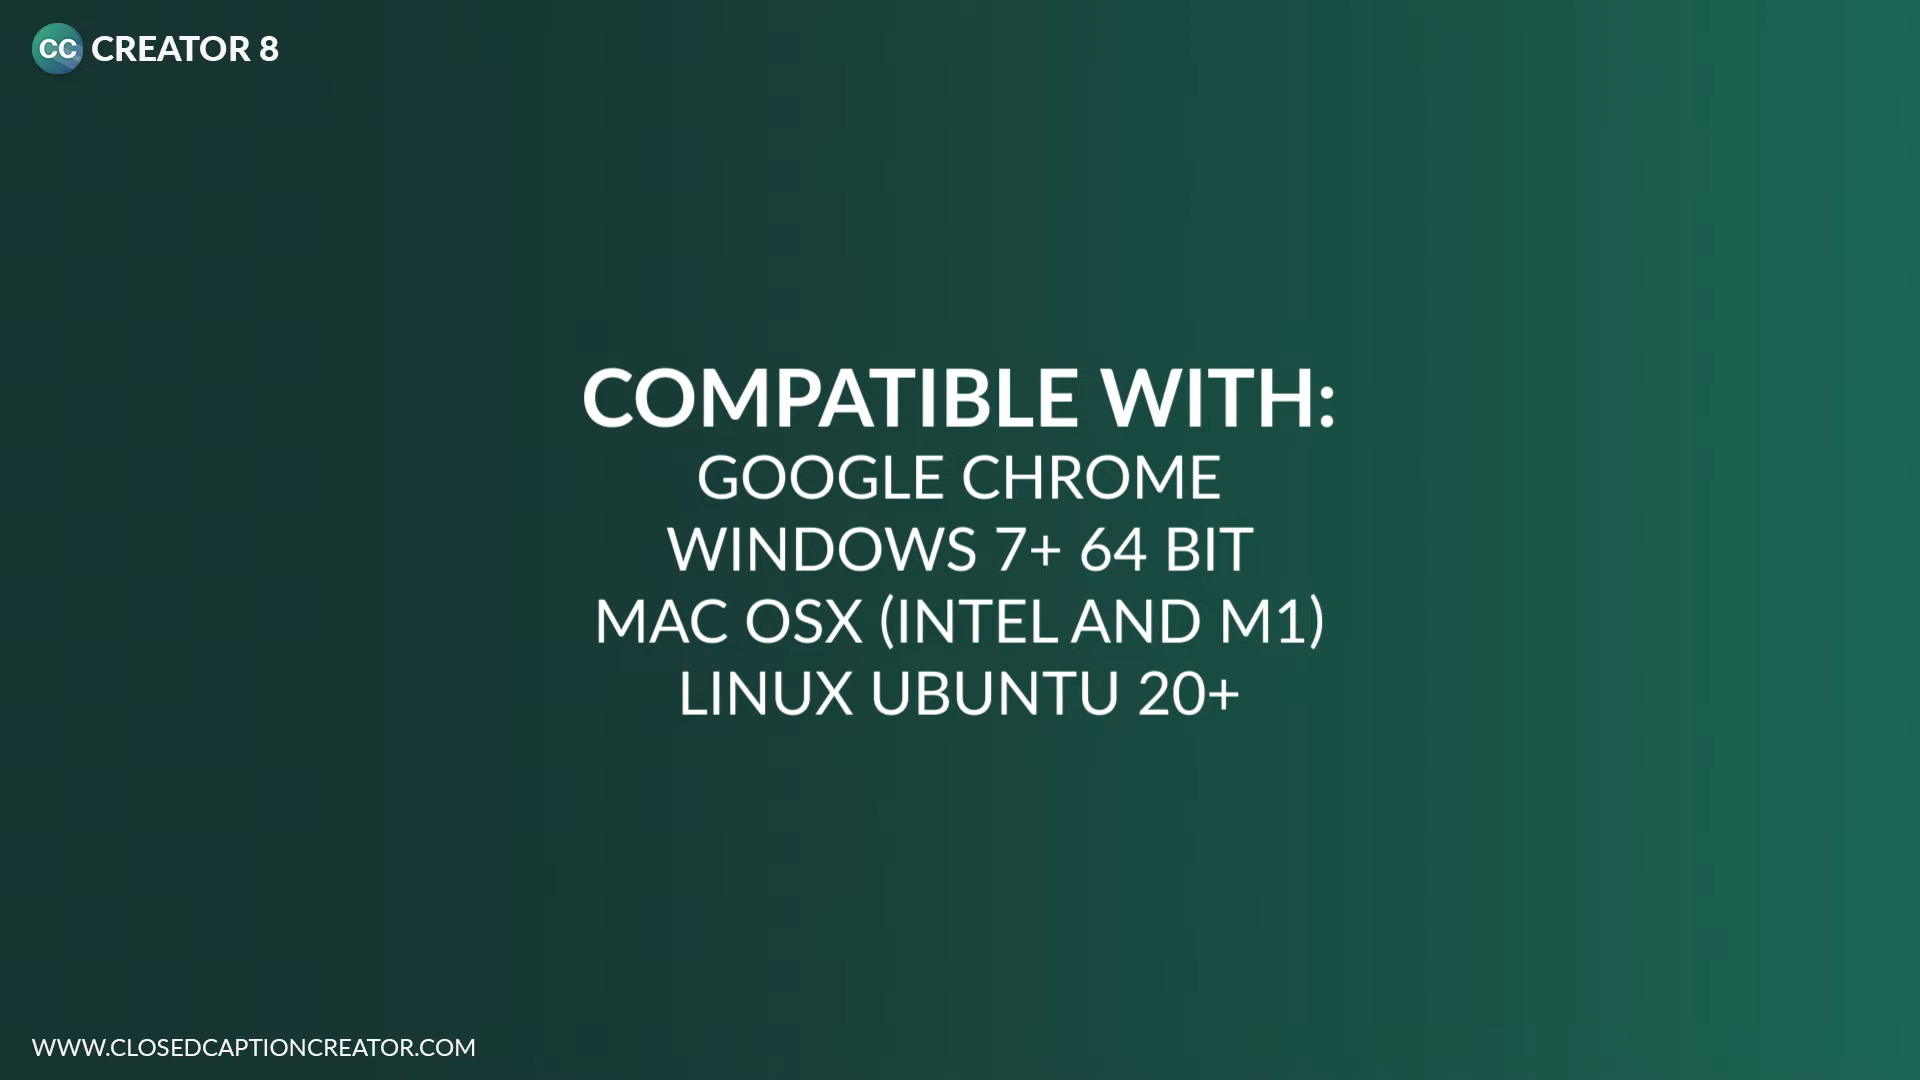 CC CREATOR 8
COMPATIBLE WITH:
GOOGLE CHROME
WINDOWS 7+ 64 BIT
MAC OSX (INTEL AND M1)
LINUX UBUNTU 20+
WWW.CLOSEDCAPTIONCREATOR.COM